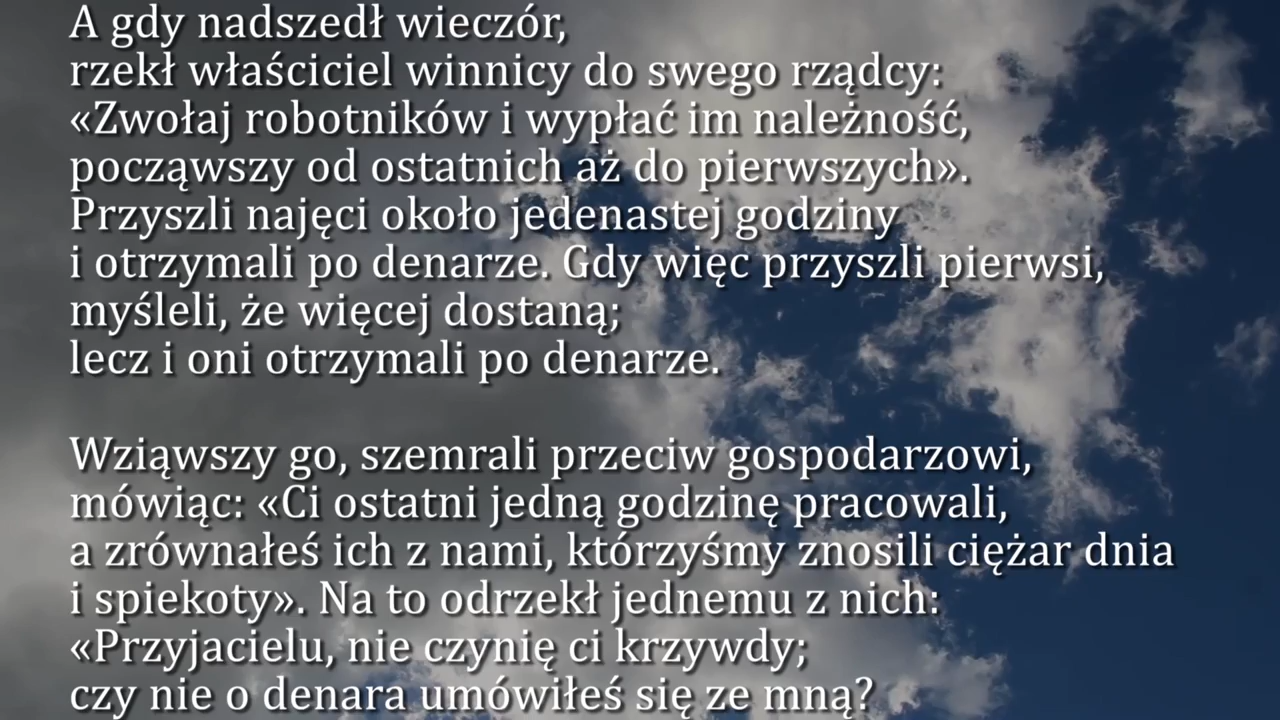 A gdy nadszedł wieczór,
rzekł właściciel winnicy do swego rządcy:
«Zwołaj robotników i wypłać im należność,
począwszy od ostatnich aż do pierwszych».
Przyszli najęci około jedenastej godziny
i otrzymali po denarze. Gdy więc przyszli pierwsi,
myśleli, że więcej dostaną;
lecz i oni otrzymali po denarze.
Wziąwszy go, szemrali przeciw gospodarzowi,
mówiąc: «Ci ostatni jedną godzinę pracowali,
a zrównałeś ich z nami, którzyśmy znosili ciężar dnia
i spiekoty». Na to odrzekł jednemu z nich:
«Przyjacielu, nie czynię ci krzywdy;
czy nie o denara umówiłeś się ze mną?